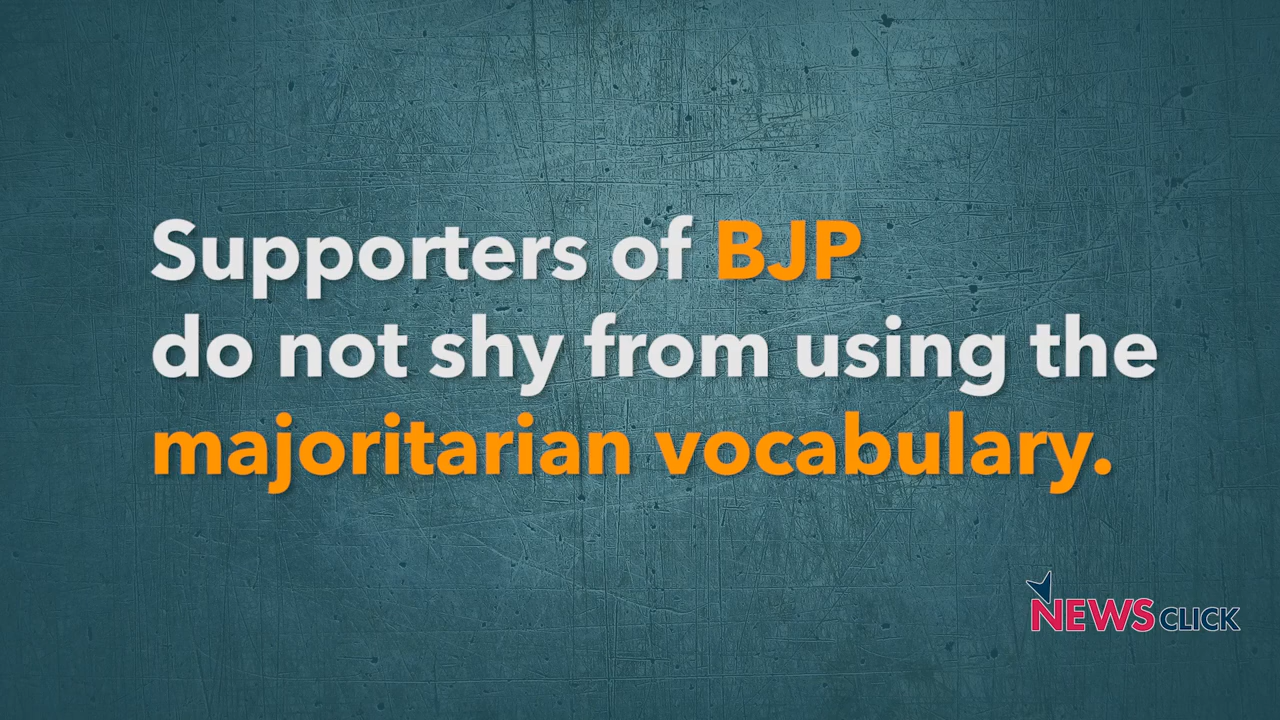 Supporters of BJP
do not shy from using the
majoritarian vocabulary.
NEWSCLICK